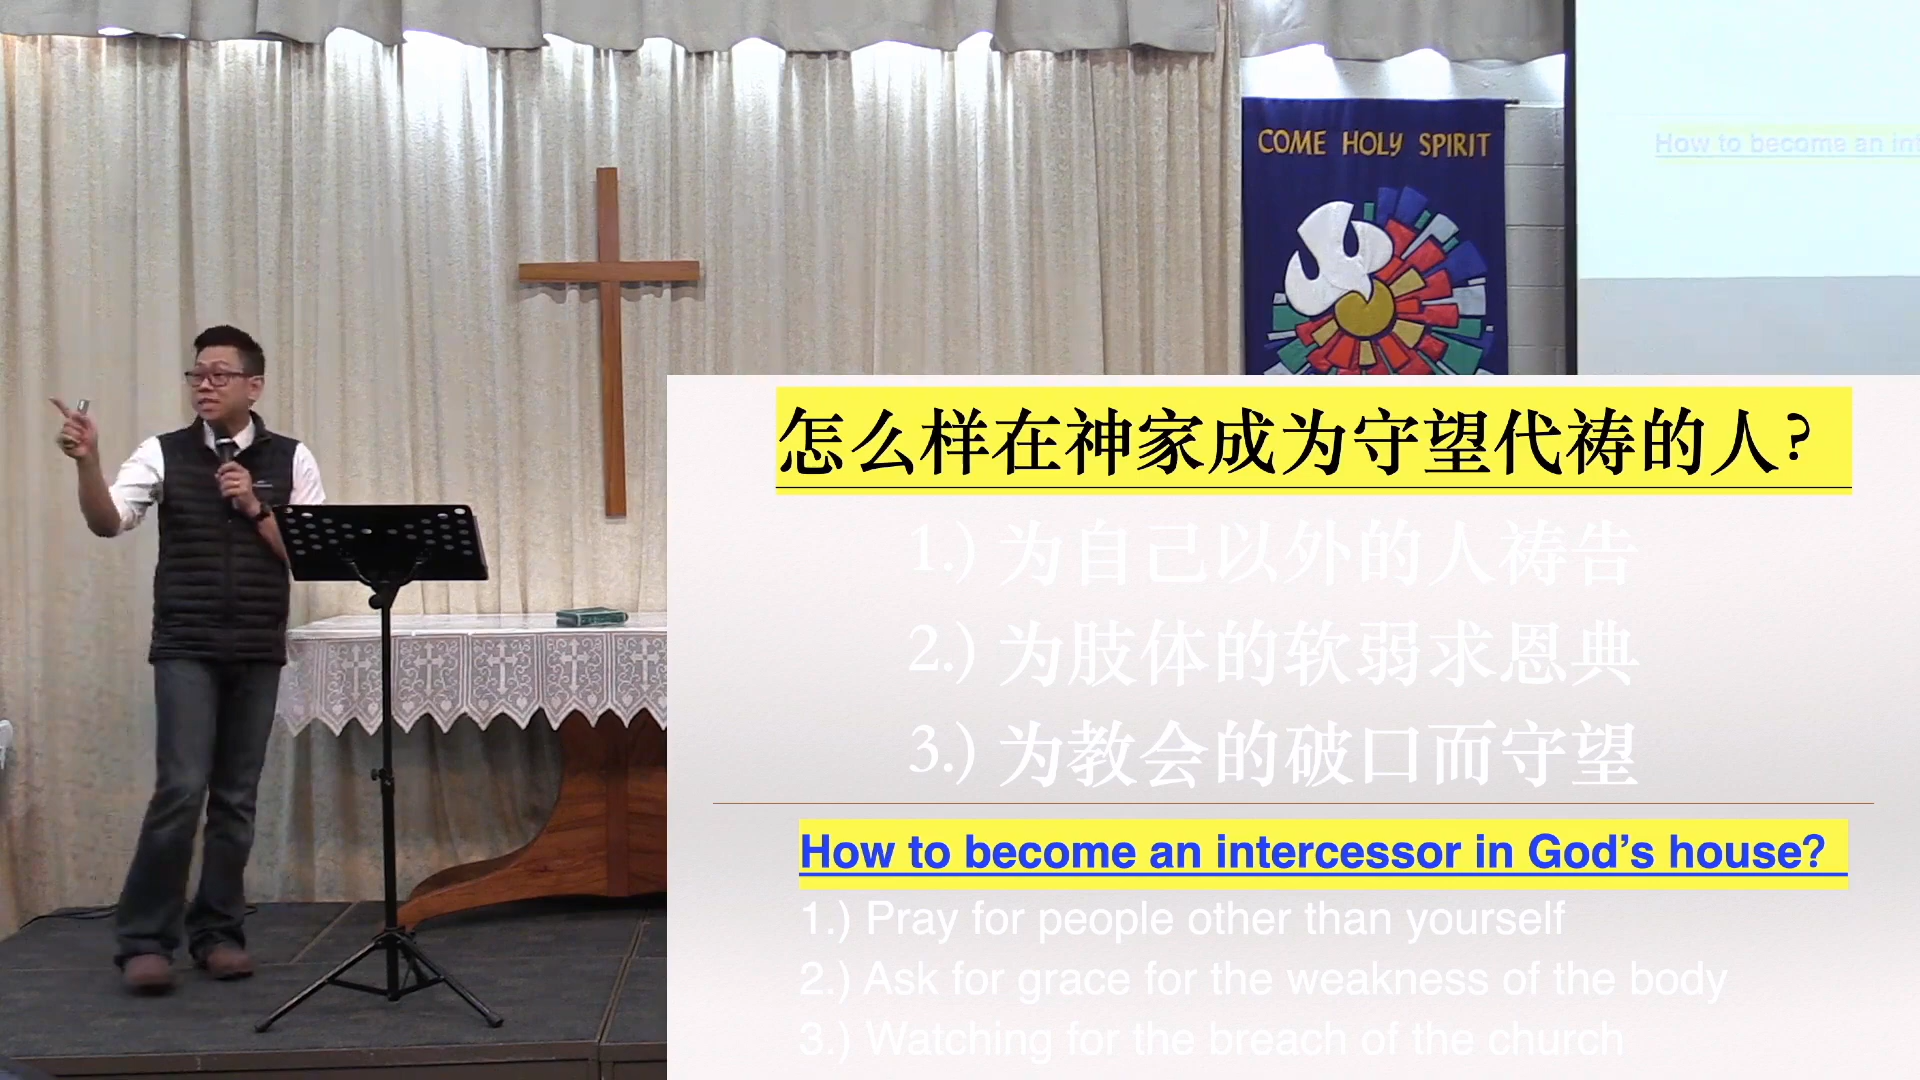 COME HOLY SPIRIT
How to become an int
怎么样在神家成为守望代祷的人?
1.) 为自己以外的人祷告
2.) 为肢体的软弱求恩典
3.) 为教会的破口而守望
How to become an intercessor in God’s house?
1.) Pray for people other than yourself
2.) Ask for grace for the weakness of the body
3.) Watching for the breach of the church